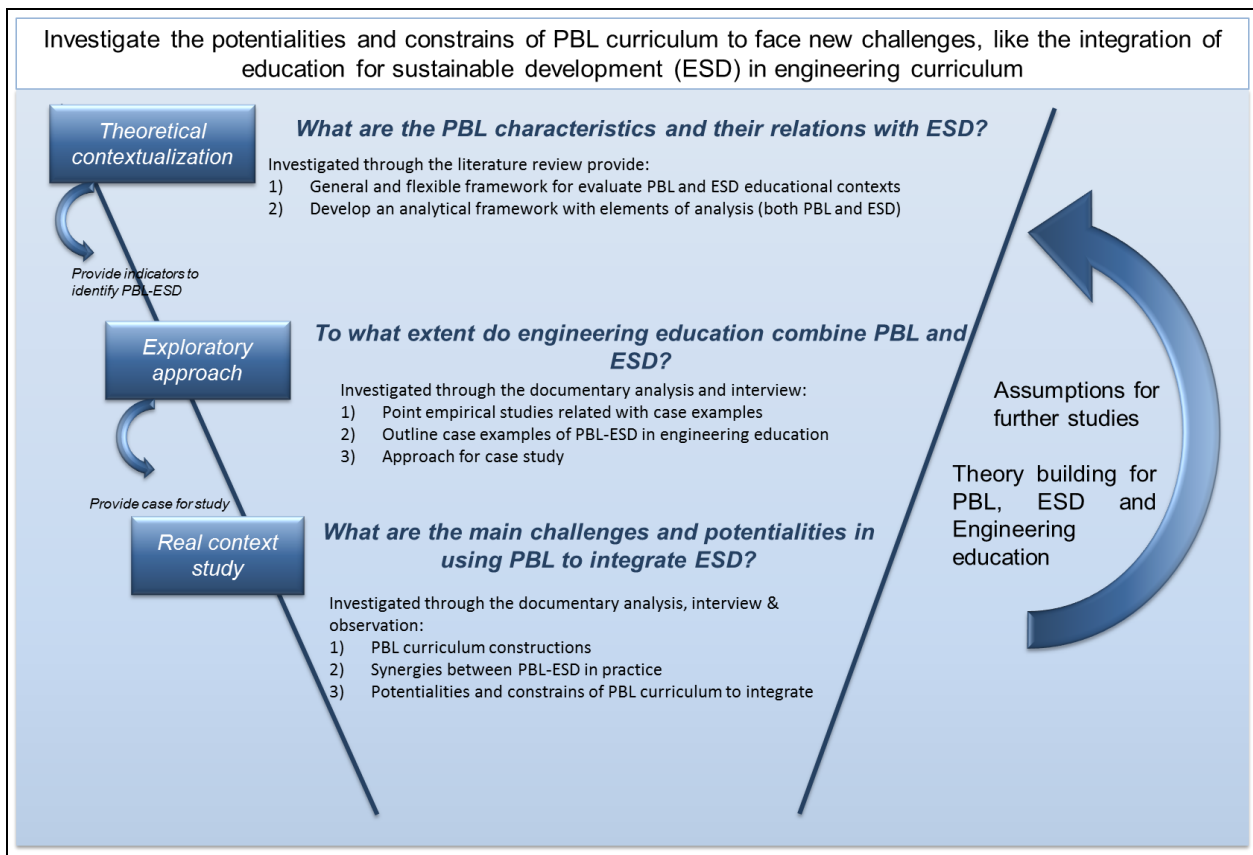 Investigate the potentialities and constrains of PBL curriculum to face new challenges, like the integration of
education for sustainable development (ESD) in engineering curriculum
Theoretical
contextualization
What are the PBL characteristics and their relations with ESD?
Investigated through the literature review provide:
1) General and flexible framework for evaluate PBL and ESD educational contexts
2) Develop an analytical framework with elements of analysis (both PBL and ESD)
Provide indicators to
identify PBL-ESD
Exploratory
approach
To what extent do engineering education combine PBL and
ESD?
Investigated through the documentary analysis and interview:
1) Point empirical studies related with case examples
2) Outline case examples of PBL-ESD in engineering education
3) Approach for case study
Provide case for study
Real context
study
What are the main challenges and potentialities in
using PBL to integrate ESD?
Investigated through the documentary analysis, interview &
observation:
1) PBL curriculum constructions
2) Synergies between PBL-ESD in practice
3) Potentialities and constrains of PBL curriculum to integrate
Assumptions for
further studies
Theory building for
PBL, ESD and
Engineering
education